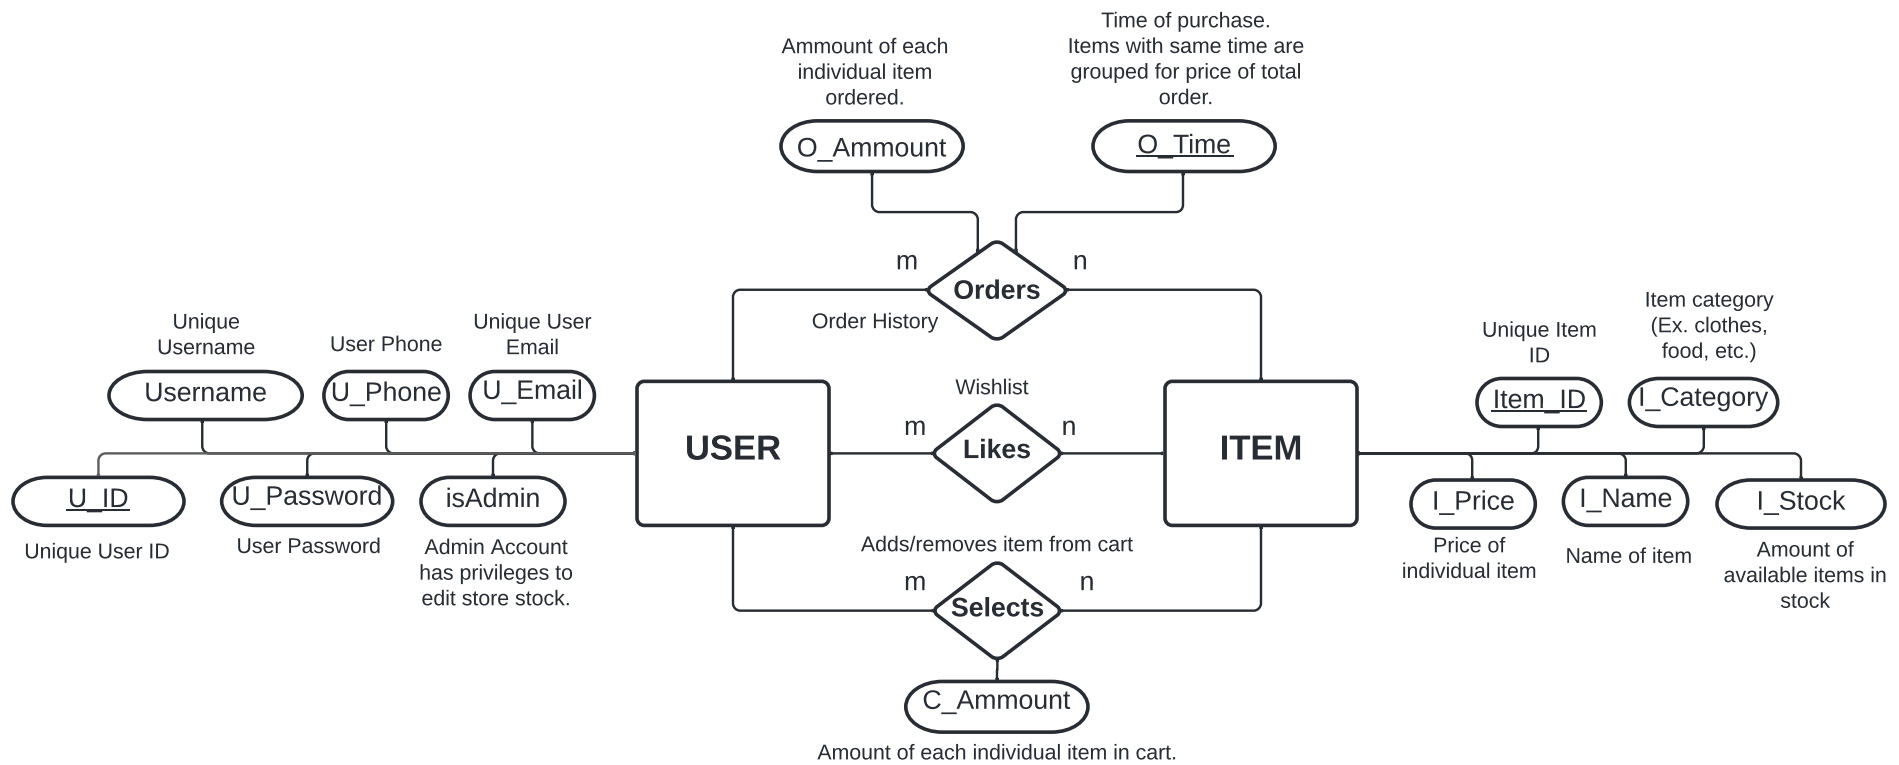 Time of purchase.
Items with same time are
grouped for price of total
order.
Ammount of each
individual item
ordered.
O_Ammount
O_Time
m
n
Orders
Order History
Unique
Username
User Phone
Unique User
Email
Username
U_Phone
U_Email
U_ID
U_Password
isAdmin
Unique User ID
User Password
Admin Account
has privileges to
edit store stock.
USER
Wishlist
m
n
Likes
ITEM
Adds/removes item from cart
m
n
Selects
C_Ammount
Amount of each individual item in cart.
Unique Item
ID
Item category
(Ex. clothes,
food, etc.)
Item_ID
I_Category
I_Price
I_Name
I_Stock
Price of
individual item
Name of item
Amount of
available items in
stock